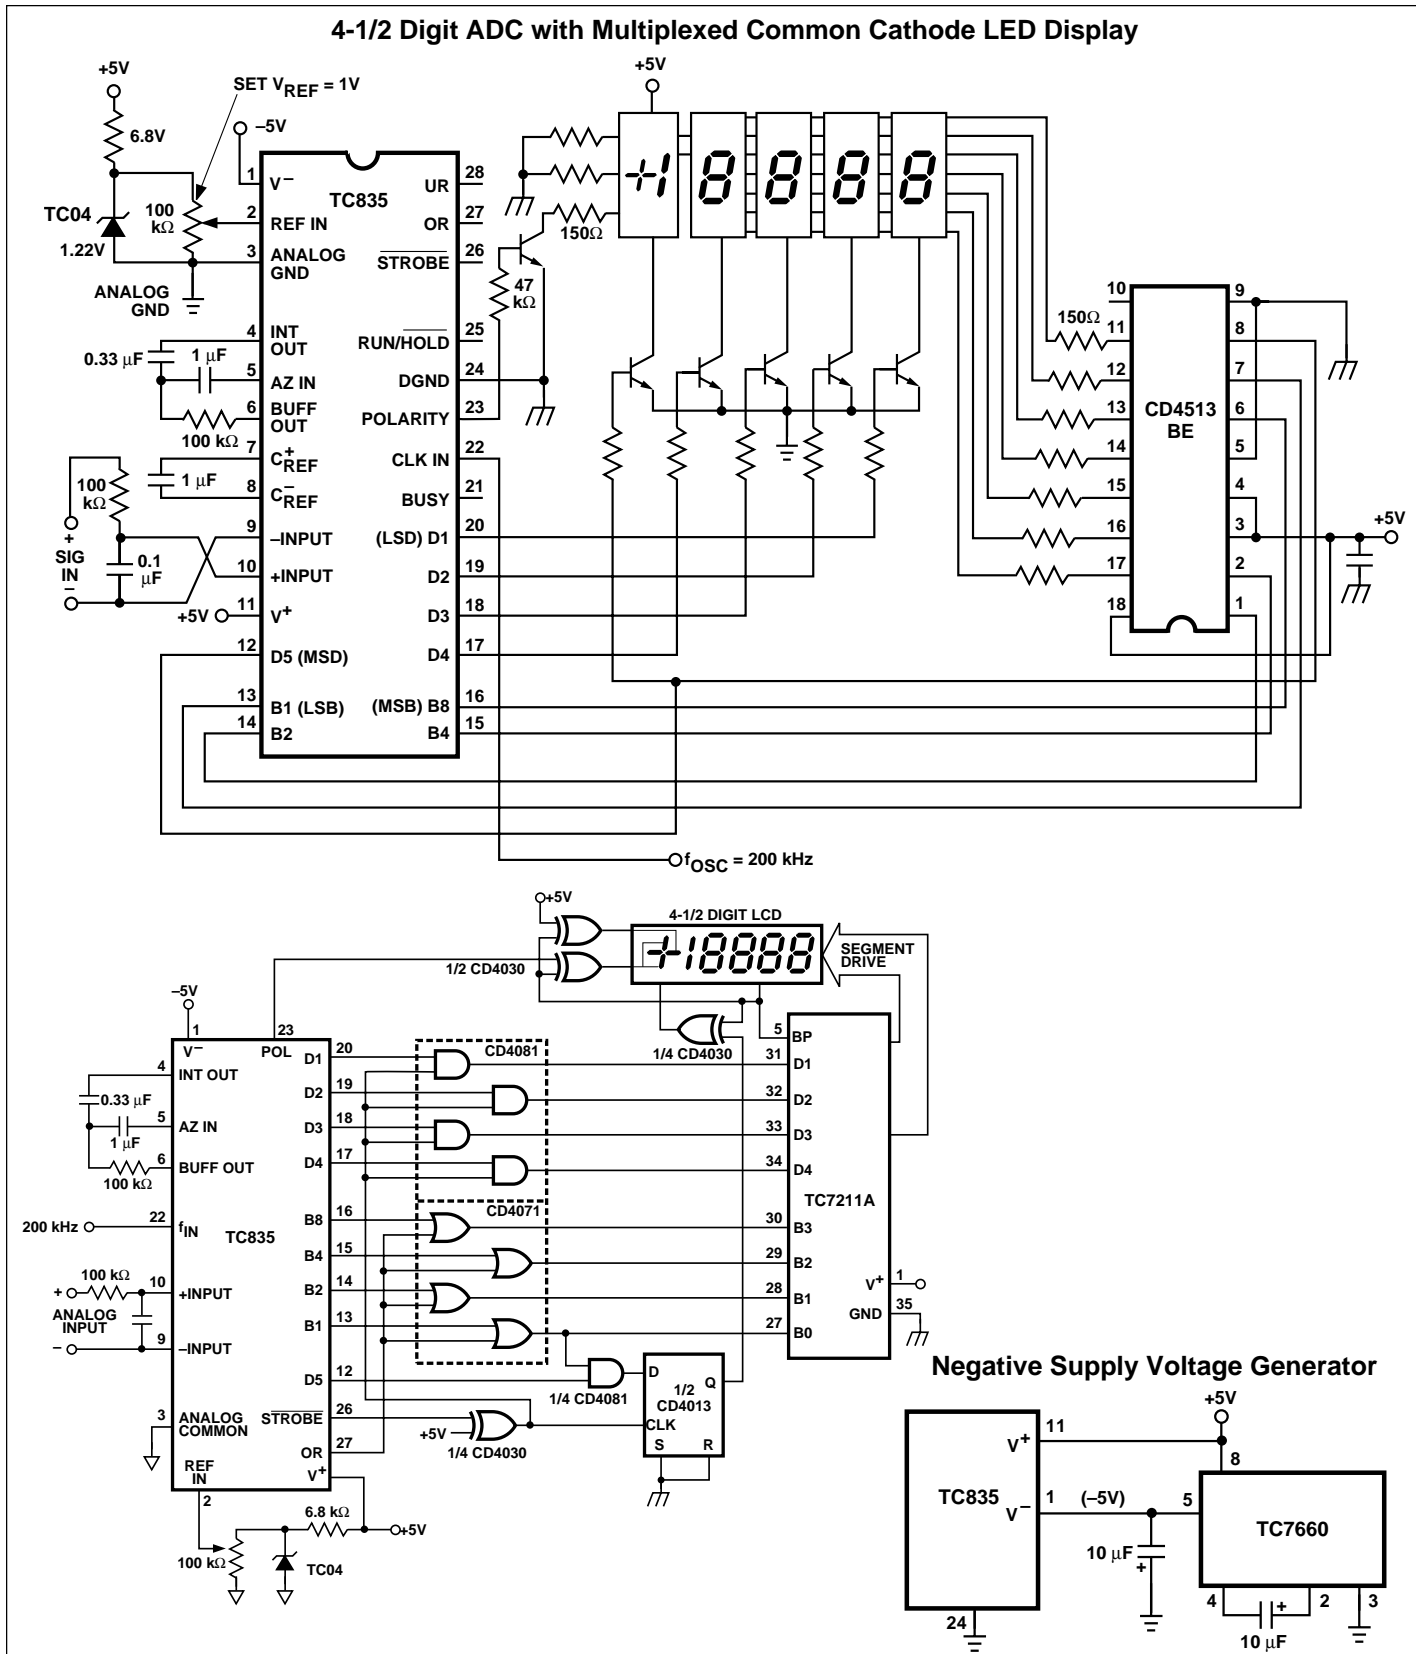 4-1/2 Digit ADC with Multiplexed Common Cathode LED Display
+5V
SET VREF = 1V
6.8V
–5V
+5V
TC04
1.22V
100 kΩ
ANALOG GND
TC835
1 V–
2 REF IN
3 ANALOG GND
4 INT OUT
5 AZ IN
6 BUFF OUT
7 C+REF
8 C–REF
9 –INPUT
10 +INPUT
11 V+
12 D5 (MSD)
13 B1 (LSB)
14 B2
UR 28
OR 27
STROBE 26
RUN/HOLD 25
DGND 24
POLARITY 23
CLK IN 22
BUSY 21
(LSD) D1 20
D2 19
D3 18
D4 17
(MSB) B8 16
B4 15
0.33 μF
1 μF
100 kΩ
1 μF
100 kΩ
+
SIG IN
–
0.1 μF
+5V
150Ω
47 kΩ
+1 8 8 8 8
150Ω
CD4513 BE
10
11
12
13
14
15
16
17
18
9
8
7
6
5
4
3
2
1
+5V
fOSC = 200 kHz
+5V
4-1/2 DIGIT LCD
+18888
SEGMENT DRIVE
1/2 CD4030
1/4 CD4030
–5V
1
V–
23
POL
TC835
4 INT OUT
0.33 μF
5 AZ IN
1 μF
6 BUFF OUT
100 kΩ
200 kHz
22 fIN
100 kΩ
+
10 +INPUT
ANALOG INPUT
–
9 –INPUT
3 ANALOG COMMON
REF IN
2
D1 20
D2 19
D3 18
D4 17
B8 16
B4 15
B2 14
B1 13
D5 12
STROBE 26
OR 27
V+
CD4081
CD4071
1/4 CD4081
+5V
1/4 CD4030
D
Q
1/2 CD4013
CLK
S R
TC7211A
5 BP
31 D1
32 D2
33 D3
34 D4
30 B3
29 B2
28 B1
27 B0
V+ 1
GND 35
6.8 kΩ
+5V
100 kΩ
TC04
Negative Supply Voltage Generator
+5V
V+ 11
8
TC835
V– 1
(–5V)
5
TC7660
10 μF
+
24
4
2
3
+
10 μF